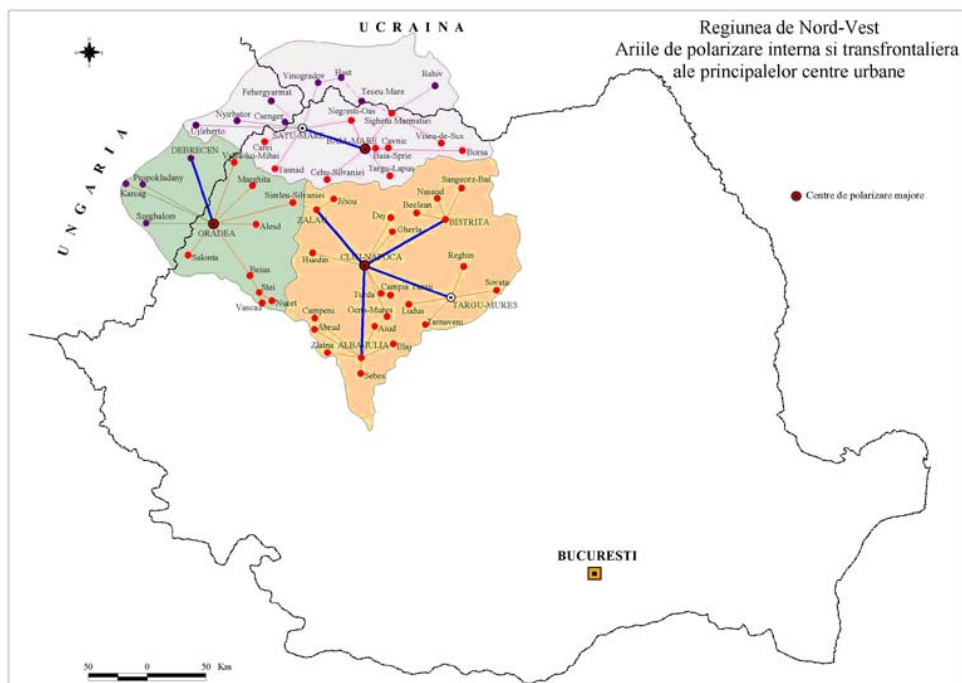 UCRAINA
Regiunea de Nord-Vest
Ariile de polarizare interna si transfrontaliera
ale principalelor centre urbane
UNGARIA
Vinogradov
Hust
Rahiv
Fehergyarmat
Teceu Mare
Nyirbator
Csenger
Negresti-Oas
Sighetu Marmatiei
Ujfeherto
SATU-MARE
Viseu-de-Sus
Carei
BAIA-MARE
Cavnic
DEBRECEN
Valea-lui-Mihai
Baia-Sprie
Borsa
Tasnad
Cehu-Silvaniei
Targu-Lapus
Puspokladany
Marghita
Sangeorz-Bai
Karcag
Simleu-Silvaniei
Jibou
Nasaud
Centre de polarizare majore
Beclean
Szeghalom
Alesd
ZALAU
Dej
BISTRITA
ORADEA
Gherla
Salonta
Huedin
CLUJ-NAPOCA
Reghin
Beius
Stei
Turda
Campia Turzii
Sovata
Vascau
Nucet
TARGU-MURES
Campeni
Ocna-Mures
Ludus
Abrud
Aiud
Tarnaveni
Zlatna
ALBA-IULIA
Blaj
Sebes
BUCURESTI
50 0 50 Km